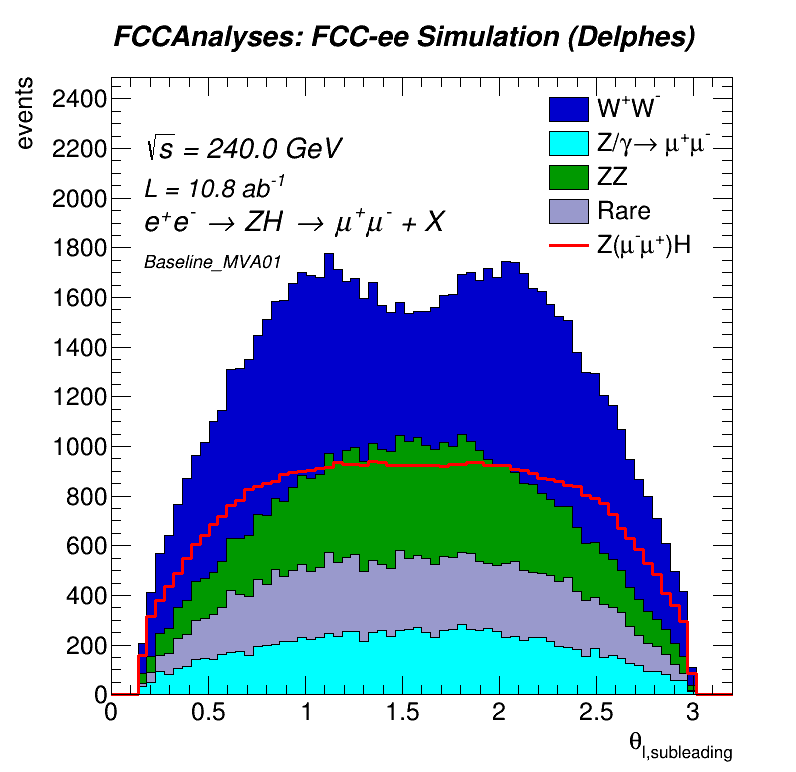 FCCAnalyses: FCC-ee Simulation (Delphes)
events
2400
2200
2000
1800
1600
1400
1200
1000
800
600
400
200
0
√s = 240.0 GeV
L = 10.8 ab⁻¹
e⁺e⁻ → ZH → μ⁺μ⁻ + X
Baseline_MVA01
W⁺W⁻
Z/γ→ μ⁺μ⁻
ZZ
Rare
Z(μ⁻μ⁺)H
0 0.5 1 1.5 2 2.5 3
θl,subleading